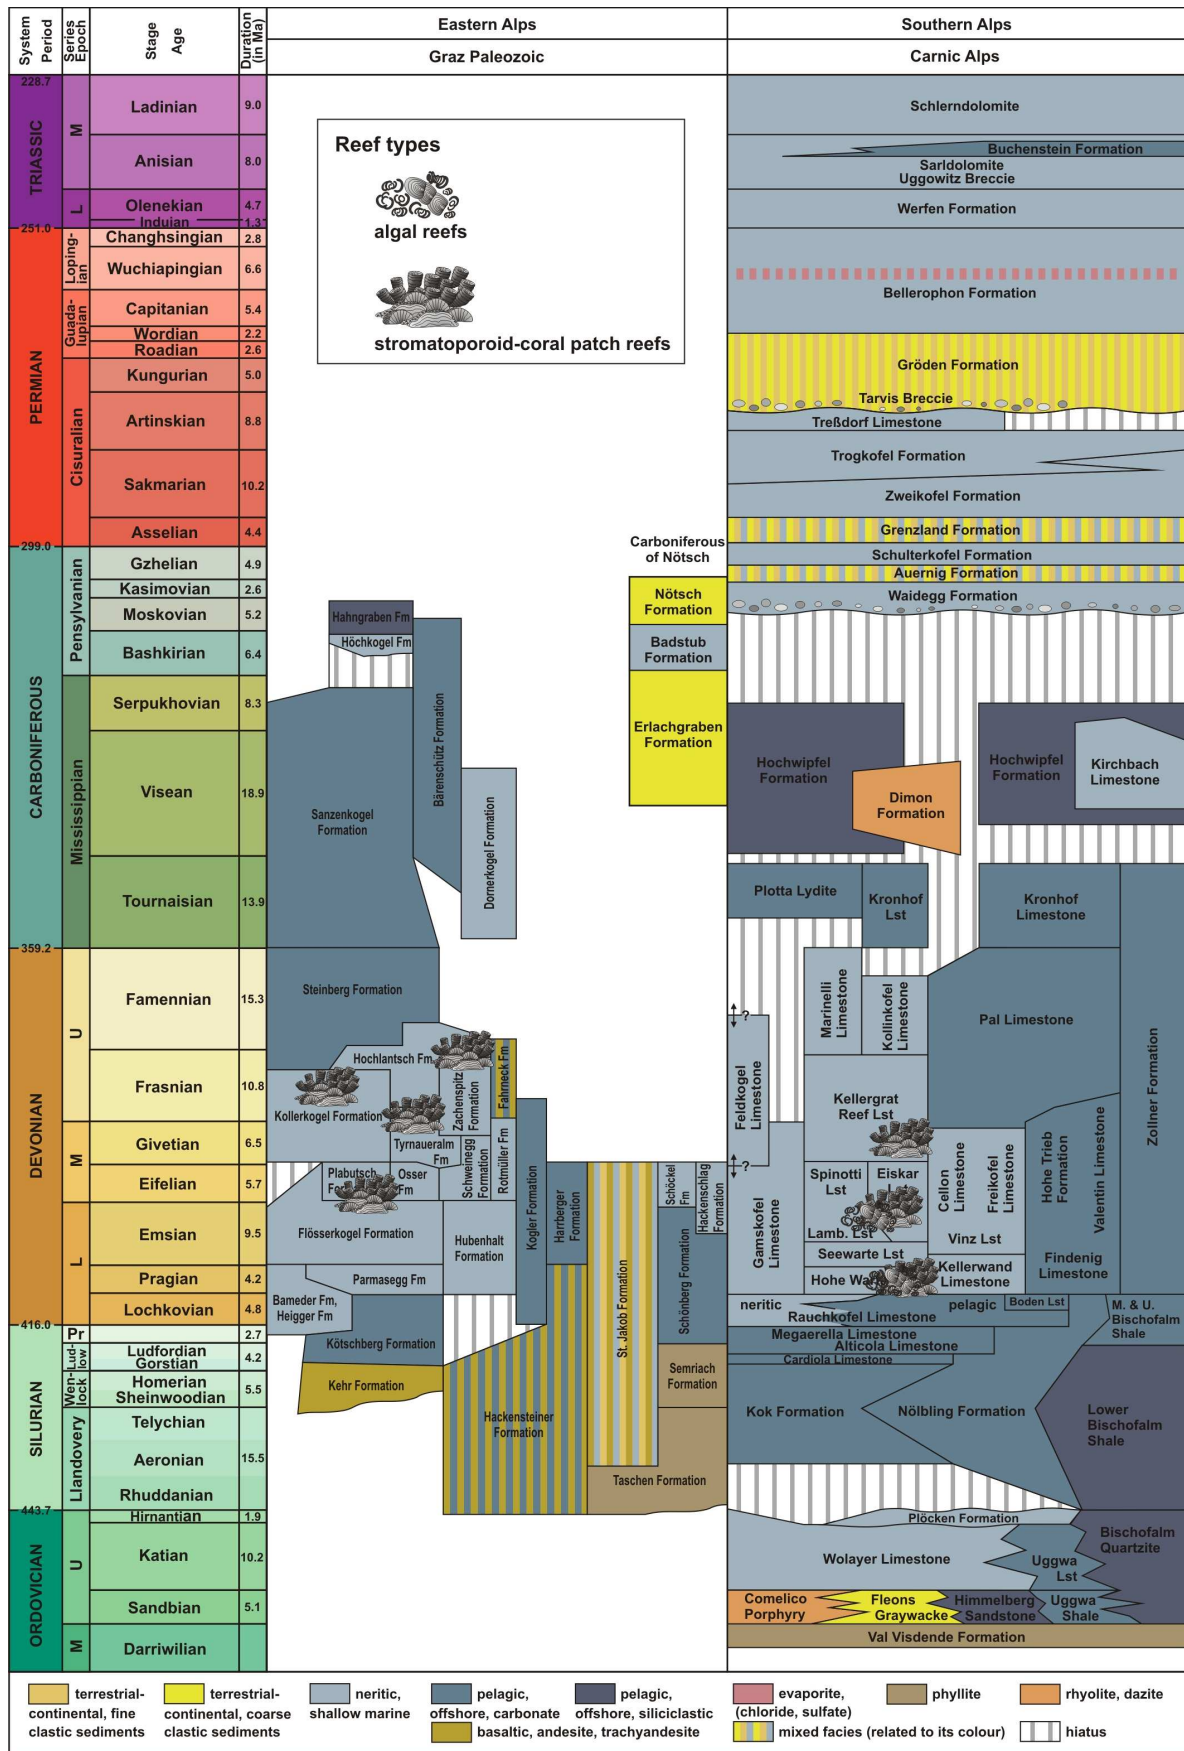 System
Period
Series
Epoch
Stage
Age
Duration
(in Ma)
Eastern Alps
Southern Alps
Graz Paleozoic
Carnic Alps
228.7
TRIASSIC
M
Ladinian
9.0
Anisian
8.0
L
Olenekian
4.7
Induian
1.3
251.0
PERMIAN
Loping-
ian
Changhsingian
2.8
Wuchiapingian
6.6
Guada-
lupian
Capitanian
5.4
Wordian
2.2
Roadian
2.6
Cisuralian
Kungurian
5.0
Artinskian
8.8
Sakmarian
10.2
Asselian
4.4
299.0
CARBONIFEROUS
Pensylvanian
Gzhelian
4.9
Kasimovian
2.6
Moskovian
5.2
Bashkirian
6.4
Mississippian
Serpukhovian
8.3
Visean
18.9
Tournaisian
13.9
359.2
DEVONIAN
U
Famennian
15.3
Frasnian
10.8
M
Givetian
6.5
Eifelian
5.7
L
Emsian
9.5
Pragian
4.2
Lochkovian
4.8
416.0
SILURIAN
Pr
2.7
Lud-
low
Ludfordian
Gorstian
4.2
Wen-
lock
Homerian
Sheinwoodian
5.5
Llandovery
Telychian
Aeronian
15.5
Rhuddanian
443.7
ORDOVICIAN
U
Hirnantian
1.9
Katian
10.2
Sandbian
5.1
M
Darriwilian
Reef types
algal reefs
stromatoporoid-coral patch reefs
Hahngraben Fm
Höchkogel Fm
Bärenschütz Formation
Sanzenkogel
Formation
Dornerkogel Formation
Steinberg Formation
Hochlantsch Fm
Kollerkogel Formation
Zachenspitz
Formation
Fahrneck Fm
Tyrnaueralm
Fm
Schweinegg
Formation
Rotmüller Fm
Plabutsch
Osser
Fm
Flösserkogel Formation
Hubenhalt
Formation
Kogler Formation
Harrberger
Formation
St. Jakob Formation
Schöckel
Fm
Hackenschlag
Formation
Parmasegg Fm
Bameder Fm,
Heigger Fm
Schönberg Formation
Kötschberg Formation
Kehr Formation
Hackensteiner
Formation
Semriach
Formation
Taschen Formation
Carboniferous
of Nötsch
Nötsch
Formation
Badstub
Formation
Erlachgraben
Formation
Schlerndolomite
Buchenstein Formation
Sarldolomite
Uggowitz Breccie
Werfen Formation
Bellerophon Formation
Gröden Formation
Tarvis Breccie
Treßdorf Limestone
Trogkofel Formation
Zweikofel Formation
Grenzland Formation
Schulterkofel Formation
Auernig Formation
Waidegg Formation
Hochwipfel
Formation
Dimon
Formation
Hochwipfel
Formation
Kirchbach
Limestone
Plotta Lydite
Kronhof
Lst
Kronhof
Limestone
Marinelli
Limestone
Kollinkofel
Limestone
Pal Limestone
Zollner Formation
?
Feldkogel
Limestone
?
Kellergrat
Reef Lst
Gamskofel
Limestone
Spinotti
Lst
Eiskar
Lamb. Lst
Cellon
Limestone
Freikofel
Limestone
Vinz Lst
Hohe Trieb
Formation
Valentin Limestone
Findenig
Limestone
Seewarte Lst
Kellerwand
Limestone
neritic
pelagic
Boden Lst
Rauchkofel Limestone
M. & U.
Bischofalm
Shale
Megaerella Limestone
Alticola Limestone
Cardiola Limestone
Kok Formation
Nölbling Formation
Lower
Bischofalm
Shale
Plöcken Formation
Wolayer Limestone
Uggwa
Lst
Bischofalm
Quartzite
Comelico
Porphyry
Fleons
Graywacke
Himmelberg
Sandstone
Uggwa
Shale
Val Visdende Formation
terrestrial-
continental, fine
clastic sediments
terrestrial-
continental, coarse
clastic sediments
neritic,
shallow marine
pelagic,
offshore, carbonate
pelagic,
offshore, siliciclastic
evaporite,
(chloride, sulfate)
phyllite
rhyolite, dazite
basaltic, andesite, trachyandesite
mixed facies (related to its colour)
hiatus